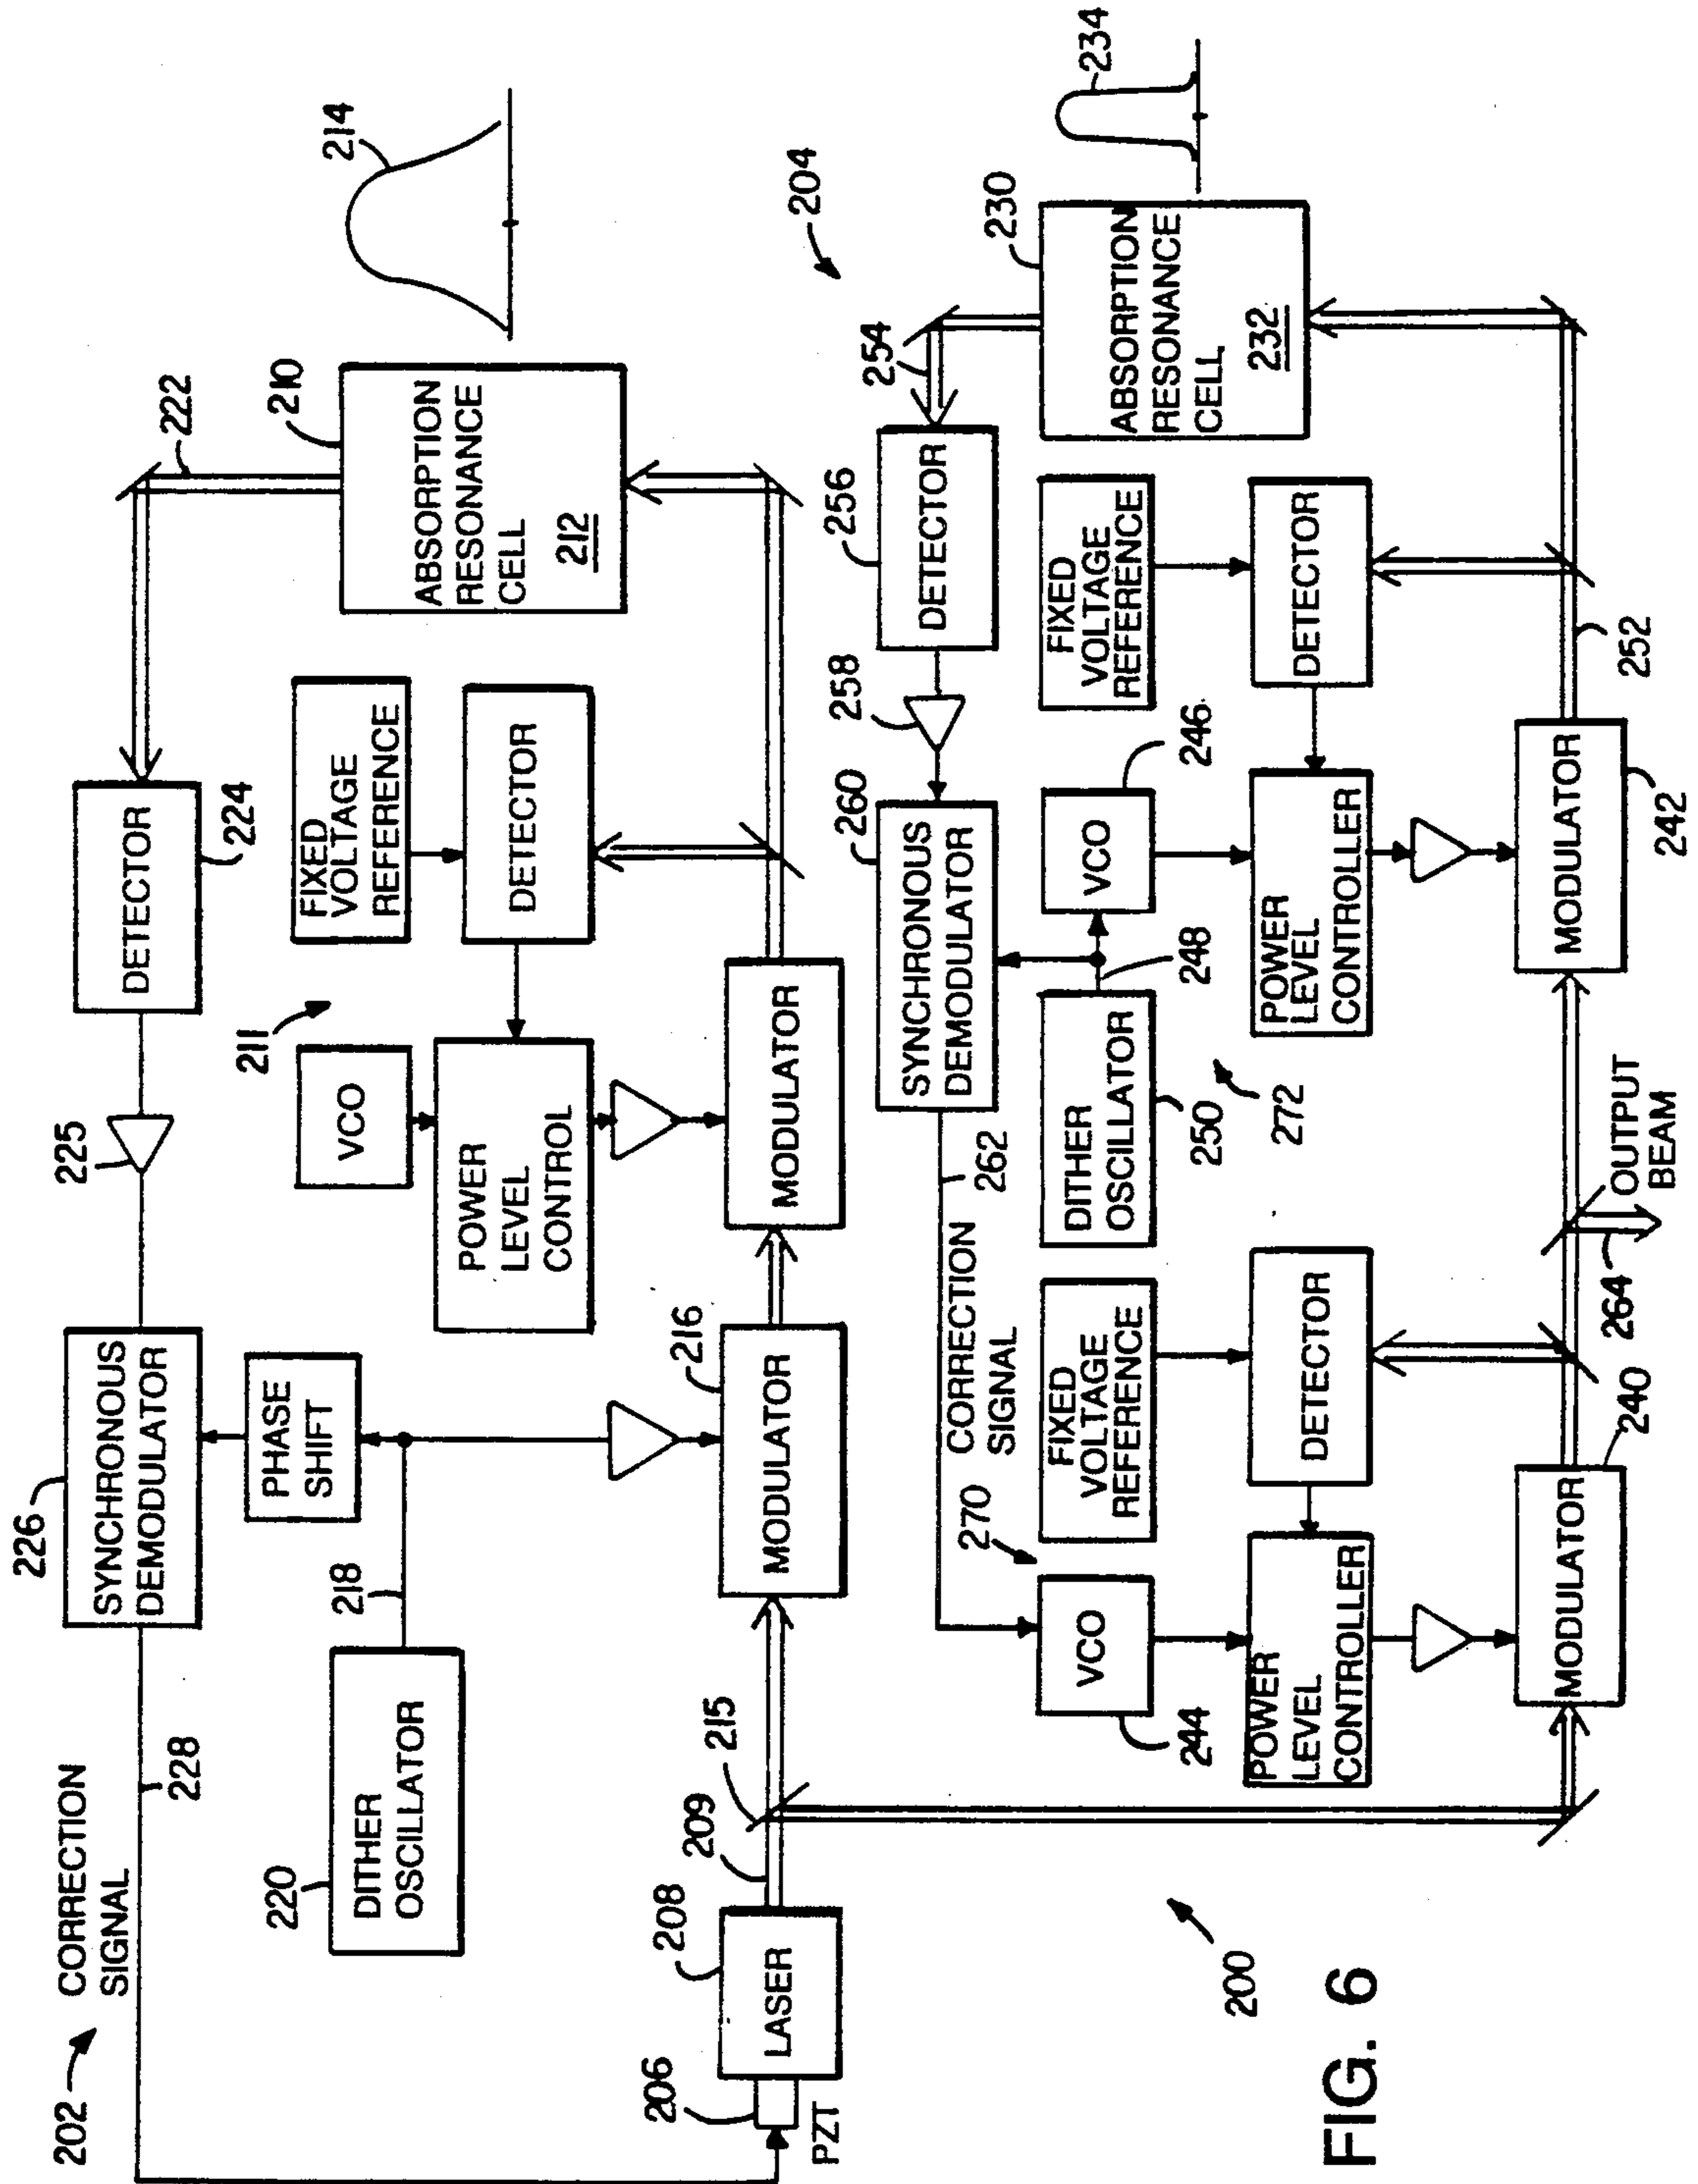 202
CORRECTION
SIGNAL
228
226
SYNCHRONOUS
DEMODULATOR
225
DETECTOR
224
222
210
ABSORPTION
RESONANCE
CELL
212
214
220
DITHER
OSCILLATOR
218
PHASE
SHIFT
211
VCO
POWER
LEVEL
CONTROL
FIXED
VOLTAGE
REFERENCE
DETECTOR
206
PZT
208
LASER
209
215
216
MODULATOR
MODULATOR
204
CORRECTION
SIGNAL
262
260
SYNCHRONOUS
DEMODULATOR
258
256
DETECTOR
254
230
ABSORPTION
RESONANCE
CELL
232
234
270
VCO
244
FIXED
VOLTAGE
REFERENCE
DITHER
OSCILLATOR
250
248
VCO
246
FIXED
VOLTAGE
REFERENCE
272
POWER
LEVEL
CONTROLLER
DETECTOR
POWER
LEVEL
CONTROLLER
DETECTOR
MODULATOR
240
264
OUTPUT
BEAM
MODULATOR
242
252
200
FIG. 6